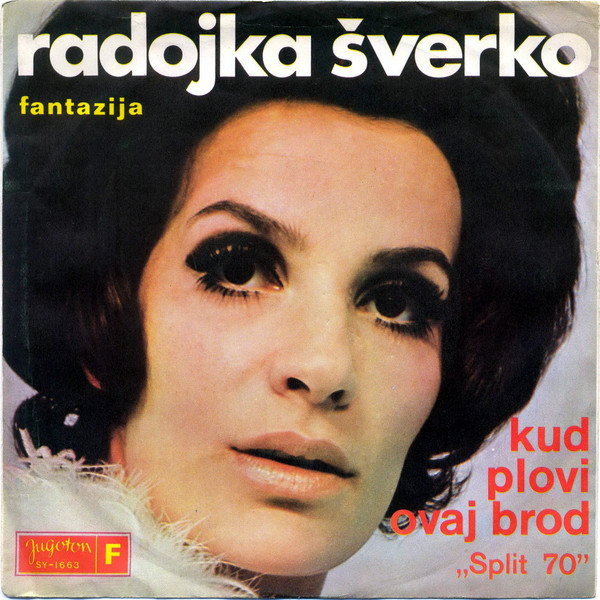 radojka šverko
fantazija
kud
plovi
ovaj brod
„Split 70”
Jugoton F
SY-1663